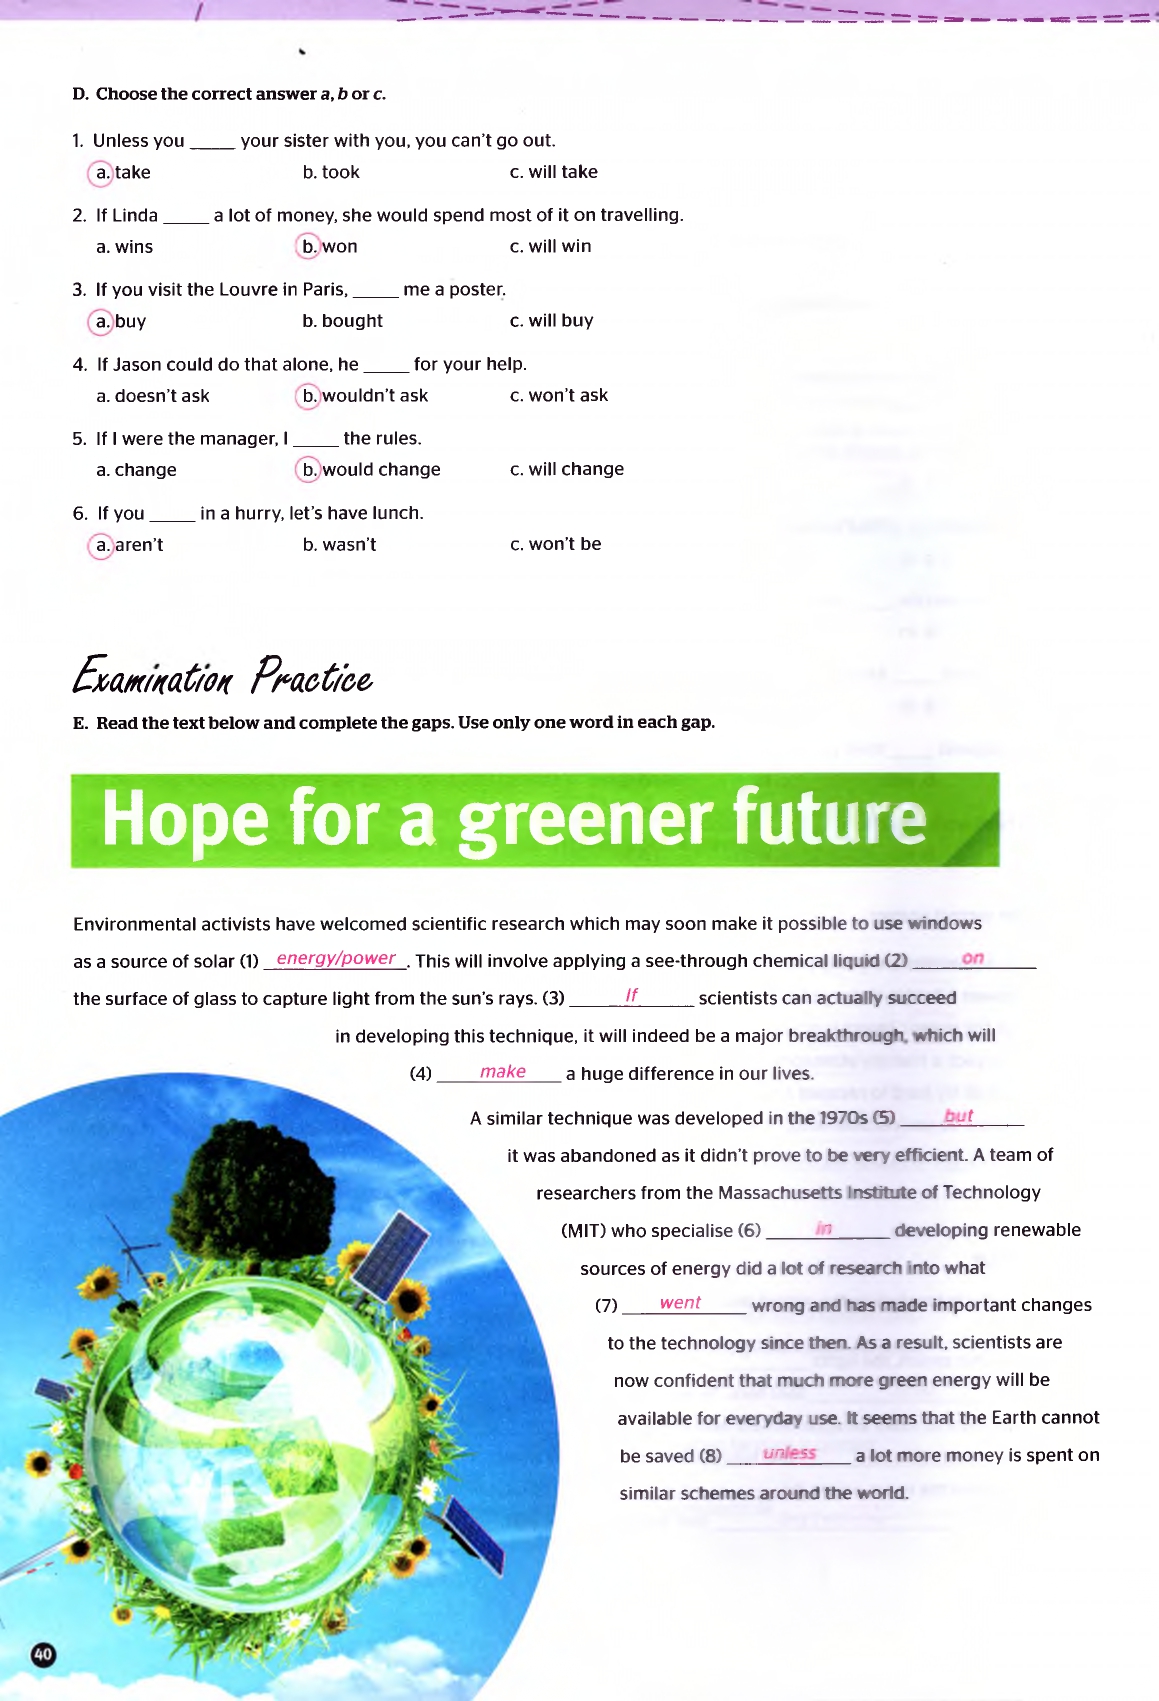 D. Choose the correct answer a, b or c.
1. Unless you ____ your sister with you, you can't go out.
a. take b. took c. will take
2. If Linda ____ a lot of money, she would spend most of it on travelling.
a. wins b. won c. will win
3. If you visit the Louvre in Paris, ____ me a poster.
a. buy b. bought c. will buy
4. If Jason could do that alone, he ____ for your help.
a. doesn't ask b. wouldn't ask c. won't ask
5. If I were the manager, I ____ the rules.
a. change b. would change c. will change
6. If you ____ in a hurry, let's have lunch.
a. aren't b. wasn't c. won't be
Examination Practice
E. Read the text below and complete the gaps. Use only one word in each gap.
Hope for a greener future
Environmental activists have welcomed scientific research which may soon make it possible to use windows
as a source of solar (1) energy/power. This will involve applying a see-through chemical liquid (2) on
the surface of glass to capture light from the sun's rays. (3) If scientists can actually succeed
in developing this technique, it will indeed be a major breakthrough, which will
(4) make a huge difference in our lives.
A similar technique was developed in the 1970s (5) but
it was abandoned as it didn't prove to be very efficient. A team of
researchers from the Massachusetts Institute of Technology
(MIT) who specialise (6) in developing renewable
sources of energy did a lot of research into what
(7) went wrong and has made important changes
to the technology since then. As a result, scientists are
now confident that much more green energy will be
available for everyday use. It seems that the Earth cannot
be saved (8) unless a lot more money is spent on
similar schemes around the world.
40